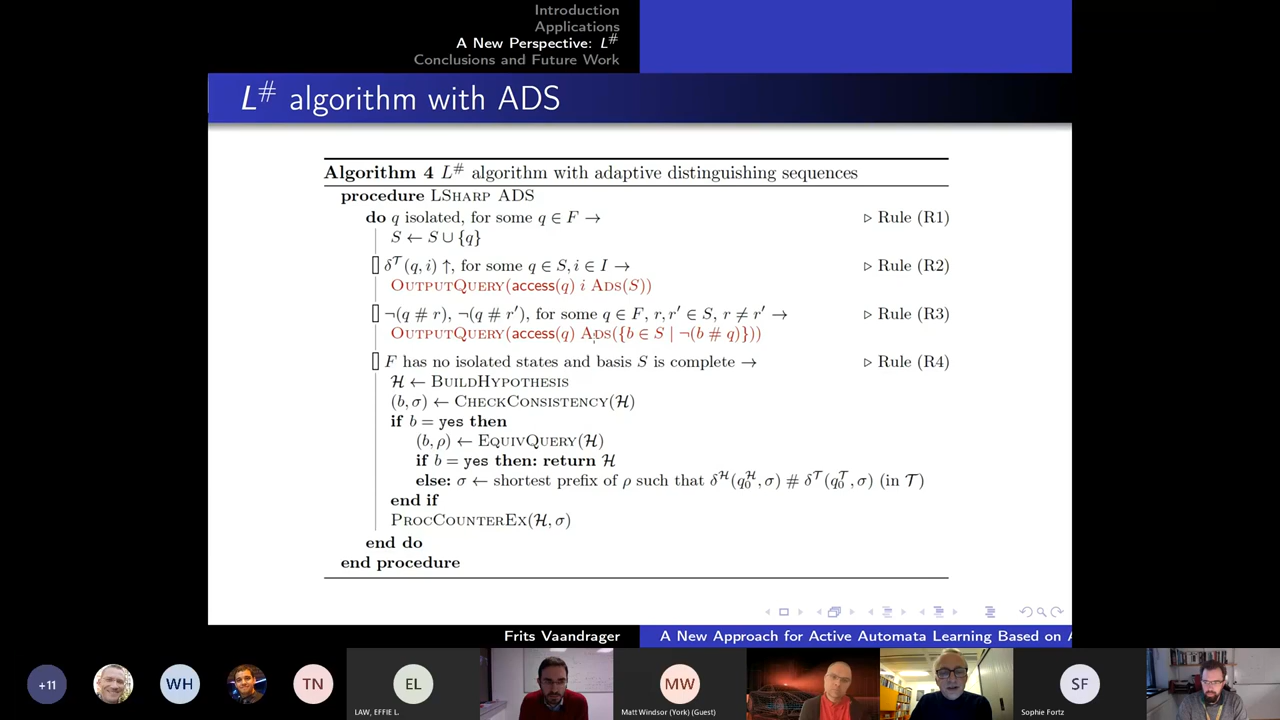 Introduction
Applications
A New Perspective: L#
Conclusions and Future Work
L# algorithm with ADS
Algorithm 4 L# algorithm with adaptive distinguishing sequences
procedure LSharp ADS
do q isolated, for some q ∈ F → ▷ Rule (R1)
S ← S ∪ {q}
▯ δ^𝒯(q, i) ↑, for some q ∈ S, i ∈ I → ▷ Rule (R2)
OutputQuery(access(q) i Ads(S))
▯ ¬(q # r), ¬(q # r′), for some q ∈ F, r, r′ ∈ S, r ≠ r′ → ▷ Rule (R3)
OutputQuery(access(q) Ads({b ∈ S | ¬(b # q)}))
▯ F has no isolated states and basis S is complete → ▷ Rule (R4)
ℋ ← BuildHypothesis
(b, σ) ← CheckConsistency(ℋ)
if b = yes then
(b, ρ) ← EquivQuery(ℋ)
if b = yes then: return ℋ
else: σ ← shortest prefix of ρ such that δ^ℋ(q₀^ℋ, σ) # δ^𝒯(q₀^𝒯, σ) (in 𝒯)
end if
ProcCounterEx(ℋ, σ)
end do
end procedure
Frits Vaandrager A New Approach for Active Automata Learning Based on
+11 WH TN EL MW SF
LAW, EFFIE L. Matt Windsor (York) (Guest) Sophie Fortz